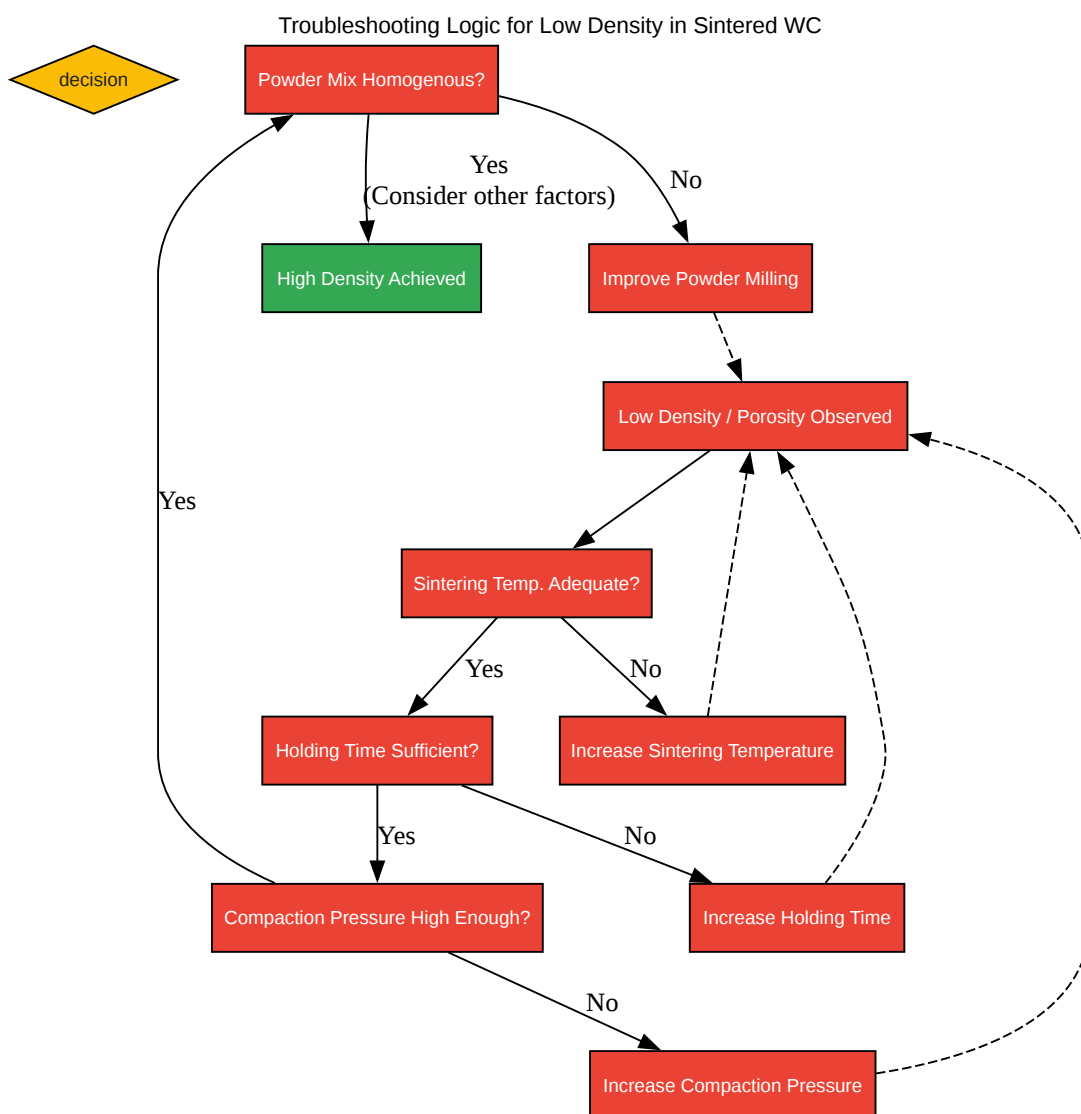 Troubleshooting Logic for Low Density in Sintered WC
decision
Powder Mix Homogenous?
Yes
(Consider other factors)
No
High Density Achieved
Improve Powder Milling
Low Density / Porosity Observed
Yes
Sintering Temp. Adequate?
Yes
No
Holding Time Sufficient?
Increase Sintering Temperature
Yes
No
Compaction Pressure High Enough?
Increase Holding Time
No
Increase Compaction Pressure